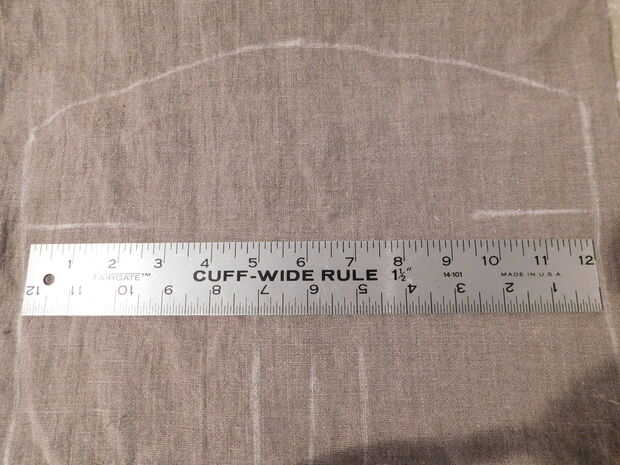 1 2 3 4 5 6 7 8 9 10 11 12
FAIRGATE™ CUFF-WIDE RULE 1½" 14-101 MADE IN U.S.A
12 11 10 9 8 7 6 5 4 3 2 1